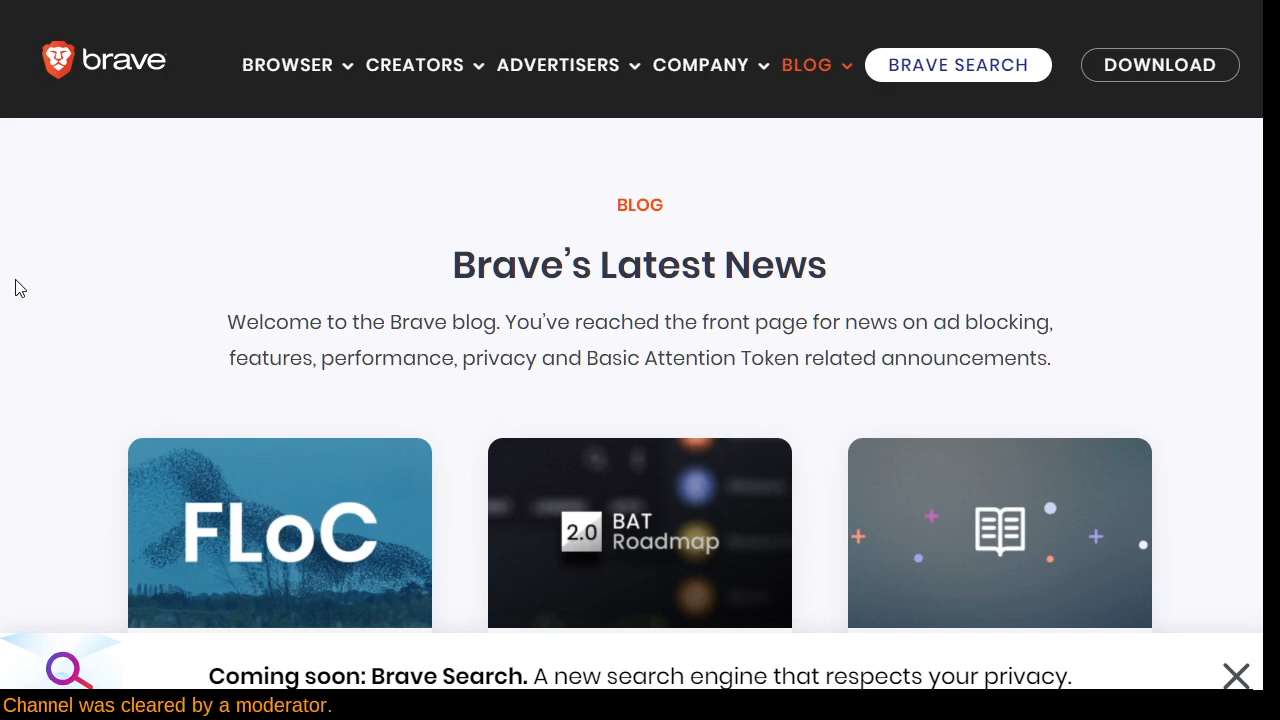 brave BROWSER CREATORS ADVERTISERS COMPANY BLOG BRAVE SEARCH DOWNLOAD
BLOG
Brave's Latest News
Welcome to the Brave blog. You've reached the front page for news on ad blocking,
features, performance, privacy and Basic Attention Token related announcements.
FLoC
2.0 BAT
Roadmap
Coming soon: Brave Search. A new search engine that respects your privacy.
Channel was cleared by a moderator.